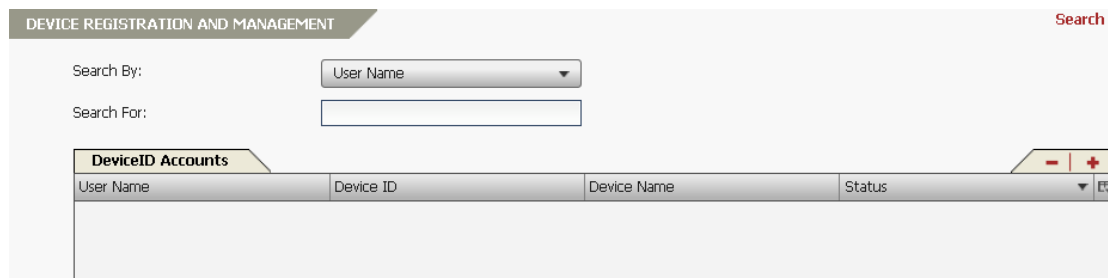 DEVICE REGISTRATION AND MANAGEMENT
Search
Search By:
User Name
Search For:
DeviceID Accounts
User Name Device ID Device Name Status